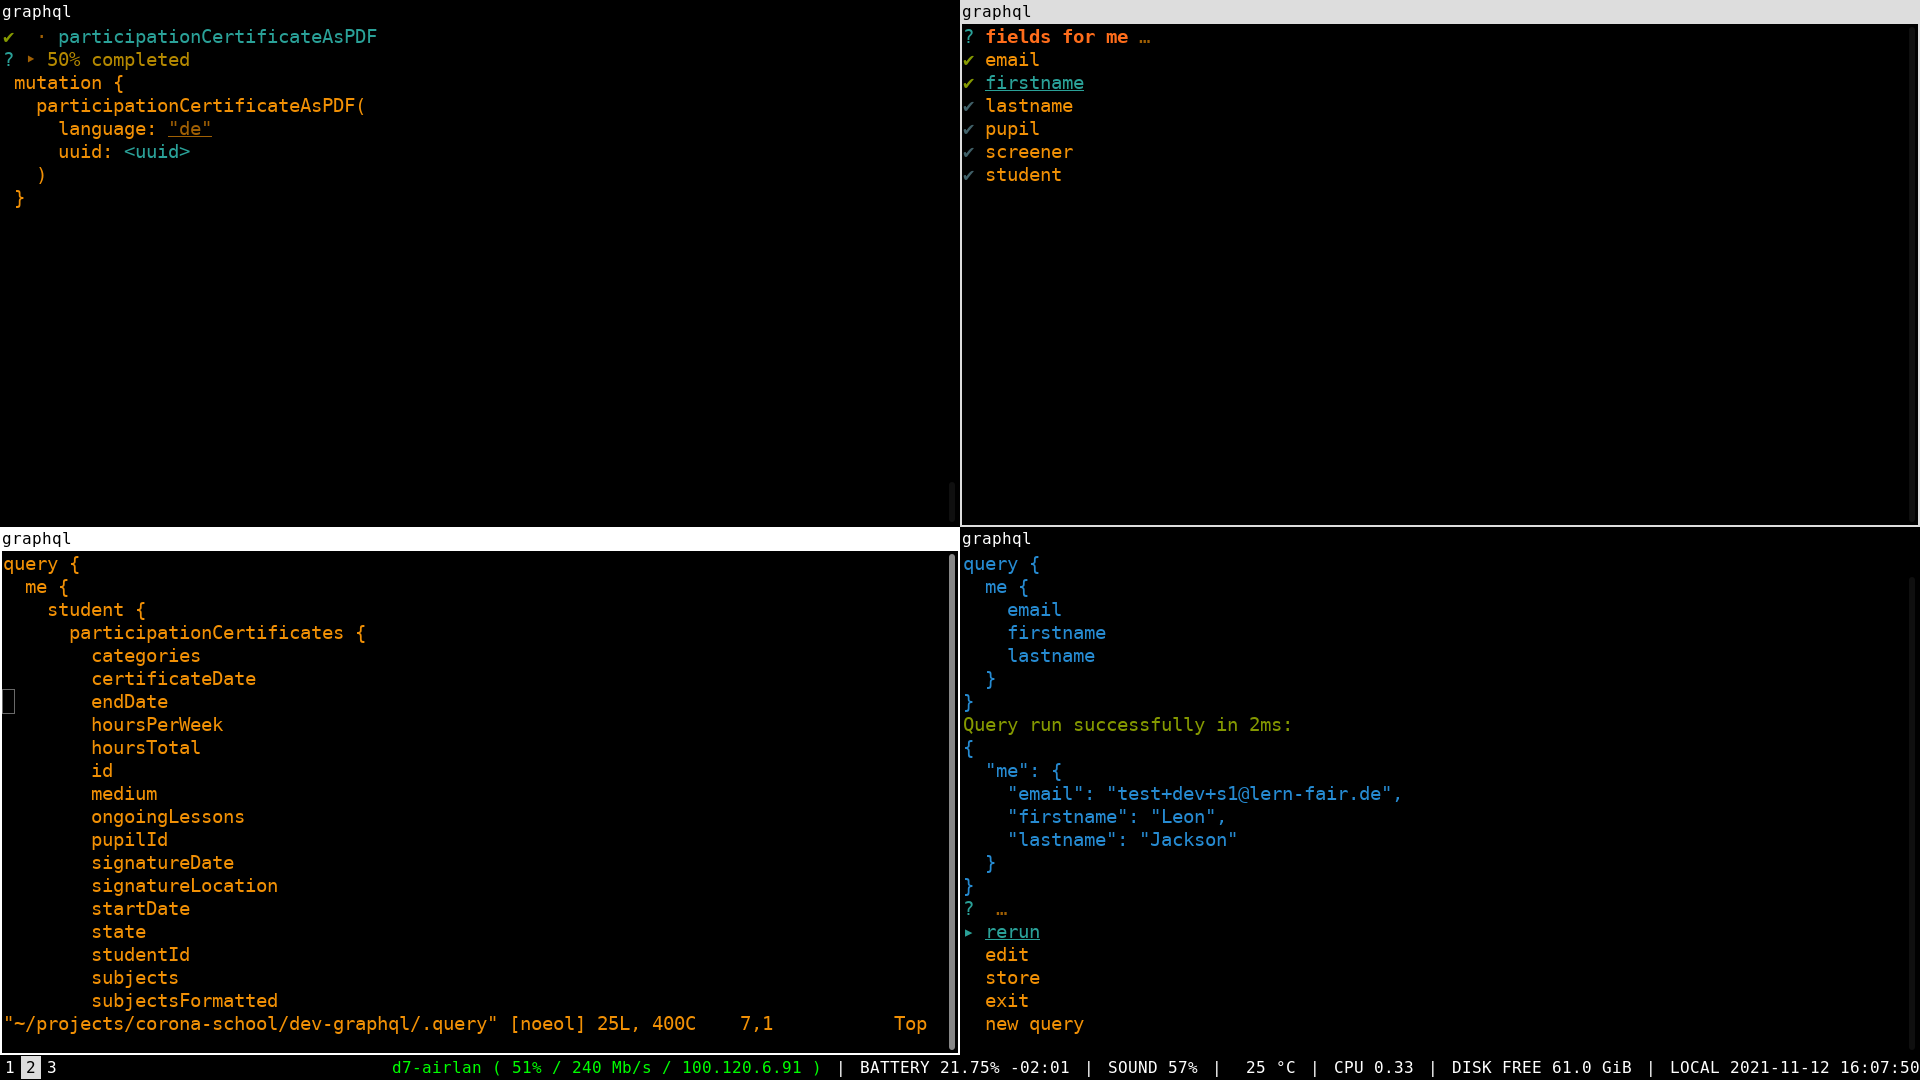 graphql
✔  · participationCertificateAsPDF
? ▸ 50% completed
 mutation {
   participationCertificateAsPDF(
     language: "de"
     uuid: <uuid>
   )
 }
graphql
? fields for me …
✔ email
✔ firstname
✔ lastname
✔ pupil
✔ screener
✔ student
graphql
query {
  me {
    student {
      participationCertificates {
        categories
        certificateDate
        endDate
        hoursPerWeek
        hoursTotal
        id
        medium
        ongoingLessons
        pupilId
        signatureDate
        signatureLocation
        startDate
        state
        studentId
        subjects
        subjectsFormatted
"~/projects/corona-school/dev-graphql/.query" [noeol] 25L, 400C    7,1           Top
graphql
query {
  me {
    email
    firstname
    lastname
  }
}
Query run successfully in 2ms:
{
  "me": {
    "email": "test+dev+s1@lern-fair.de",
    "firstname": "Leon",
    "lastname": "Jackson"
  }
}
?  …
▸ rerun
  edit
  store
  exit
  new query
1 2 3 d7-airlan ( 51% / 240 Mb/s / 100.120.6.91 ) | BATTERY 21.75% -02:01 | SOUND 57% | 25 °C | CPU 0.33 | DISK FREE 61.0 GiB | LOCAL 2021-11-12 16:07:50